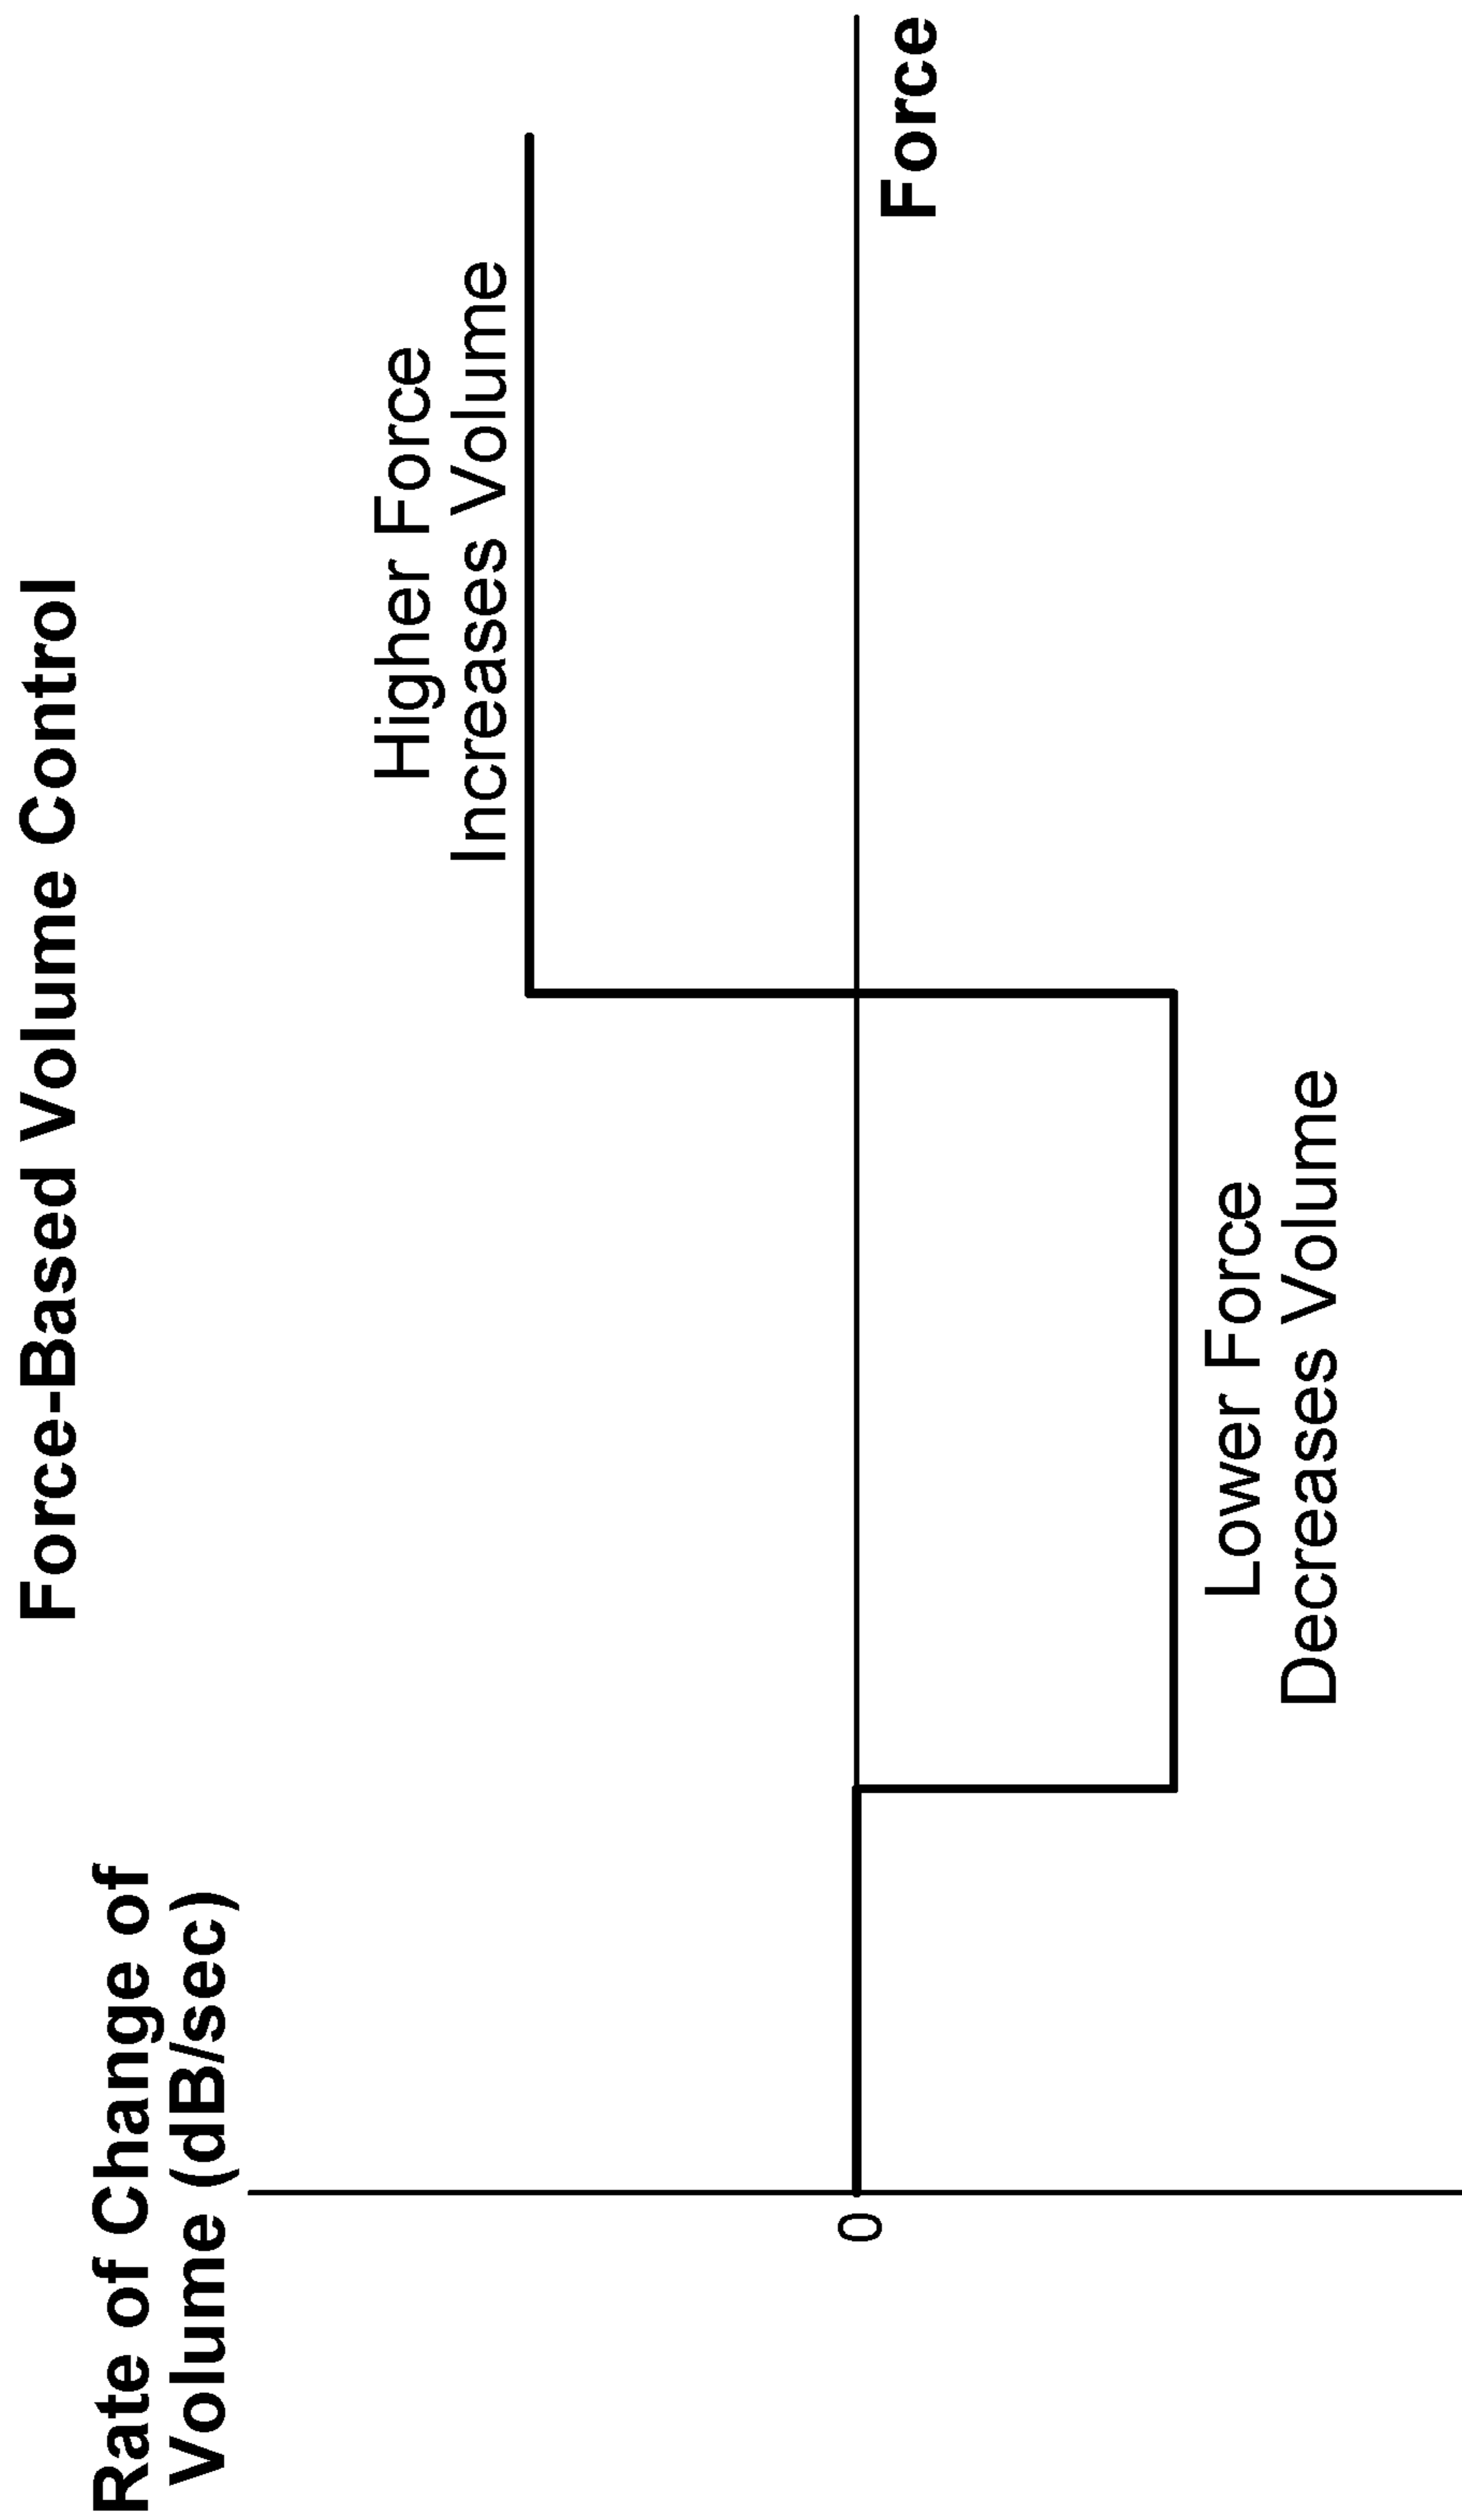 Force-Based Volume Control
Rate of Change of
Volume (dB/sec)
Higher Force
Increases Volume
0
Force
Lower Force
Decreases Volume